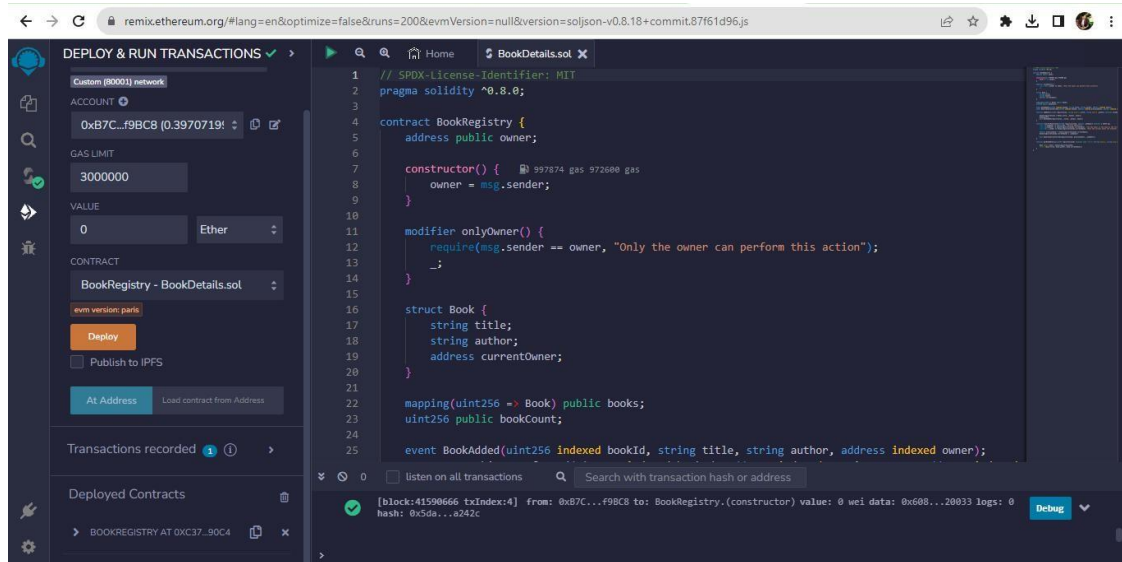 remix.ethereum.org/#lang=en&optimize=false&runs=200&evmVersion=null&version=soljson-v0.8.18+commit.87f61d96.js
DEPLOY & RUN TRANSACTIONS
Custom (80001) network
ACCOUNT
0xB7C...f9BC8 (0.3970719
GAS LIMIT
3000000
VALUE
0 Ether
CONTRACT
BookRegistry - BookDetails.sol
evm version: paris
Deploy
Publish to IPFS
At Address Load contract from Address
Transactions recorded 1
Deployed Contracts
BOOKREGISTRY AT 0XC37...90C4
Home BookDetails.sol
1 // SPDX-License-Identifier: MIT
2 pragma solidity ^0.8.0;
3
4 contract BookRegistry {
5 address public owner;
6
7 constructor() { 997874 gas 972600 gas
8 owner = msg.sender;
9 }
10
11 modifier onlyOwner() {
12 require(msg.sender == owner, "Only the owner can perform this action");
13 _;
14 }
15
16 struct Book {
17 string title;
18 string author;
19 address currentOwner;
20 }
21
22 mapping(uint256 => Book) public books;
23 uint256 public bookCount;
24
25 event BookAdded(uint256 indexed bookId, string title, string author, address indexed owner);
0 listen on all transactions Search with transaction hash or address
[block:41590666 txIndex:4] from: 0xB7C...f9BC8 to: BookRegistry.(constructor) value: 0 wei data: 0x608...20033 logs: 0
hash: 0x5da...a242c
Debug
>